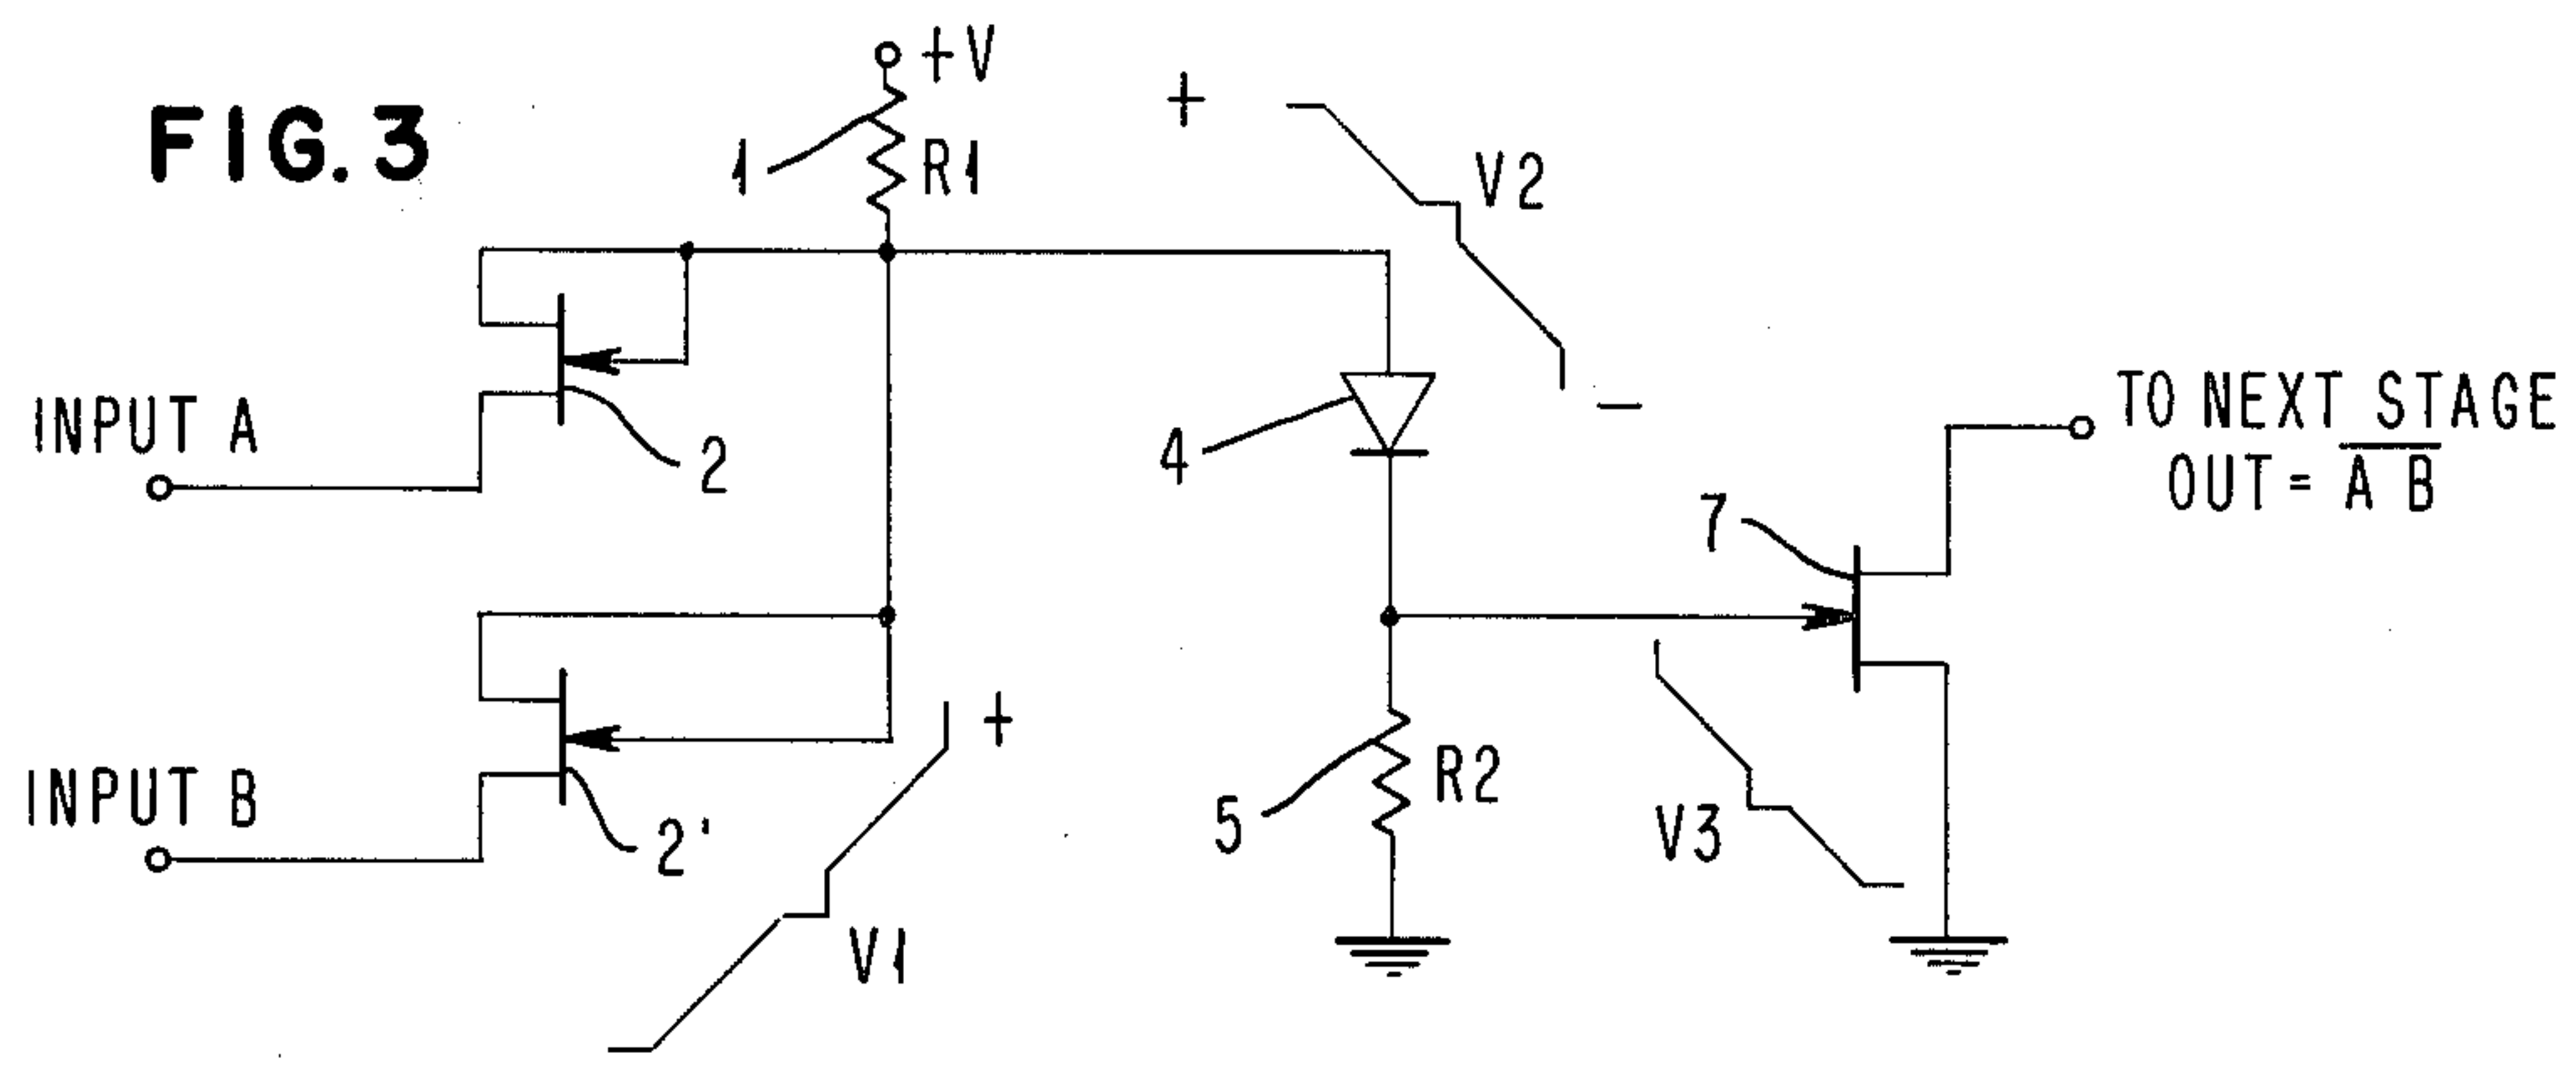 FIG. 3
+V
1
R1
+
V2
−
INPUT A
2
4
TO NEXT STAGE
OUT = A̅ ̅B̅
7
INPUT B
2'
+
V1
5
R2
V3